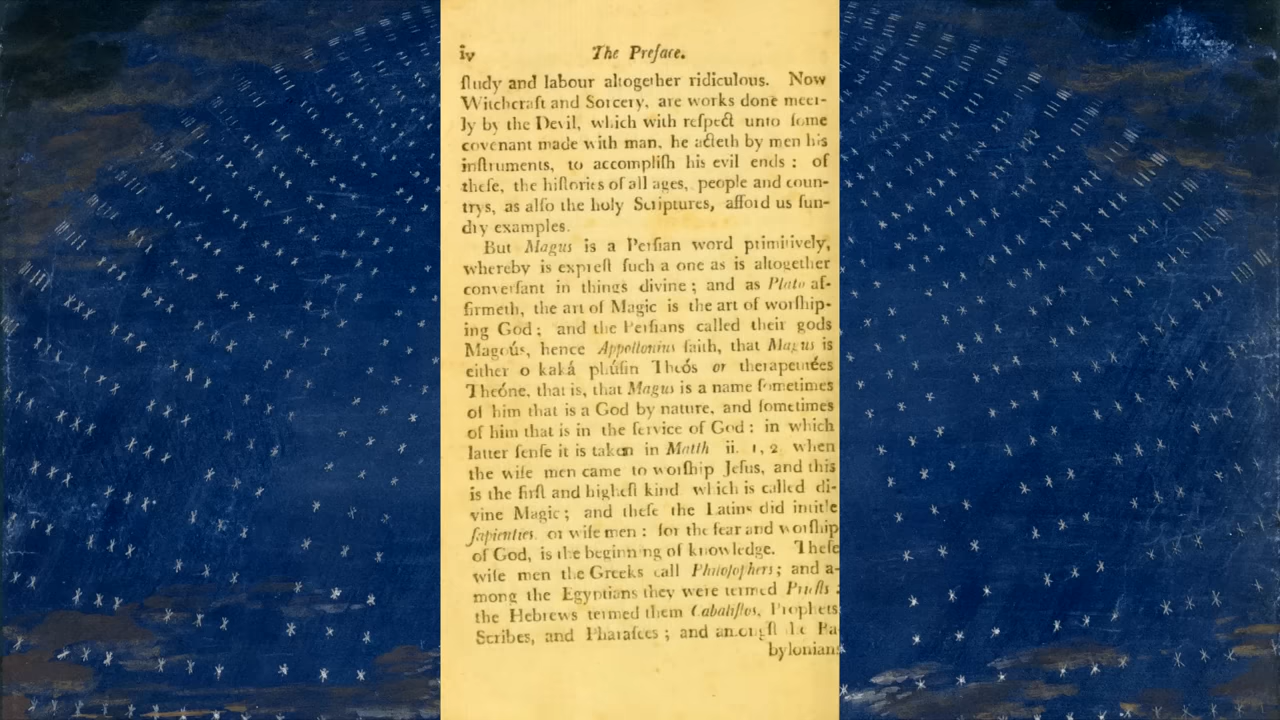 iv The Preface.
ſtudy and labour altogether ridiculous. Now
Witchcraft and Sorcery, are works done meer-
ly by the Devil, which with reſpect unto ſome
covenant made with man, he acteth by men his
inſtruments, to accompliſh his evil ends : of
theſe, the hiſtories of all ages, people and coun-
trys, as alſo the holy Scriptures, afford us ſun-
dry examples.
But Magus is a Perſian word primitively,
whereby is expreſt ſuch a one as is altogether
converſant in things divine ; and as Plato af-
firmeth, the art of Magic is the art of worſhip-
ing God ; and the Perſians called their gods
Magoús, hence Appollonius ſaith, that Magus is
either o kaká phúſin Theós or therapeutées
Theóne, that is, that Magus is a name ſometimes
of him that is a God by nature, and ſometimes
of him that is in the ſervice of God : in which
latter ſenſe it is taken in Matth ii. 1, 2 when
the wiſe men came to worſhip Jeſus, and this
is the firſt and higheſt kind which is called di-
vine Magic ; and theſe the Latins did intitle
ſapienties, or wiſe men : for the fear and worſhip
of God, is the beginning of knowledge. Theſe
wiſe men the Greeks call Philoſophers ; and a-
mong the Egyptians they were termed Prieſts :
the Hebrews termed them Cabaliſtos, Prophets
Scribes, and Phariſees ; and amongſt the Ba
bylonians